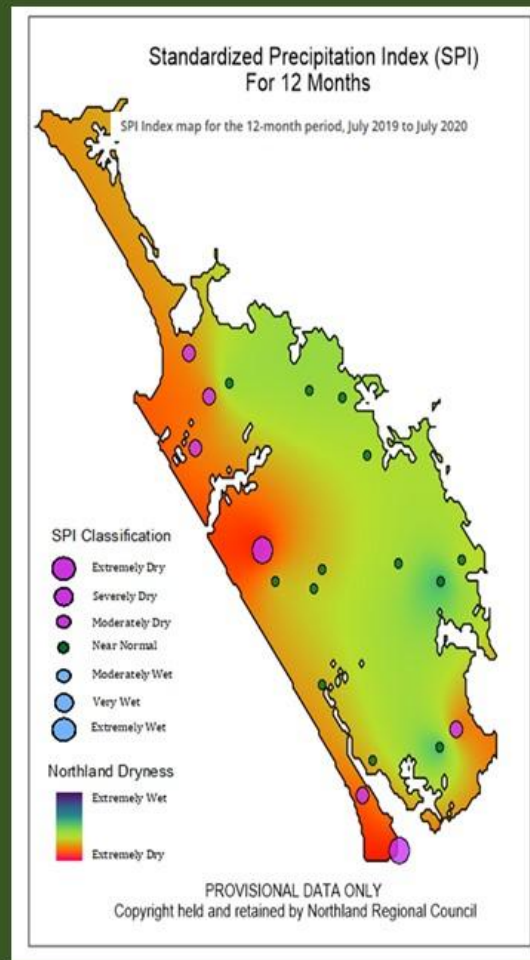 Standardized Precipitation Index (SPI)
For 12 Months
SPI Index map for the 12-month period, July 2019 to July 2020
SPI Classification
Extremely Dry
Severely Dry
Moderately Dry
Near Normal
Moderately Wet
Very Wet
Extremely Wet
Northland Dryness
Extremely Wet
Extremely Dry
PROVISIONAL DATA ONLY
Copyright held and retained by Northland Regional Council